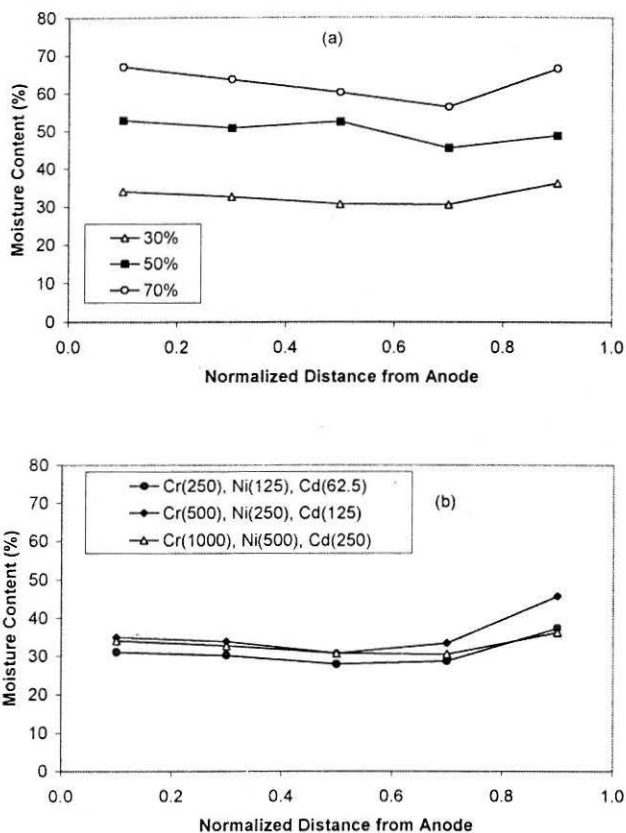 (a)
80
70
60
50
40
30
20
10
0
Moisture Content (%)
30%
50%
70%
0.0 0.2 0.4 0.6 0.8 1.0
Normalized Distance from Anode
(b)
80
70
60
50
40
30
20
10
0
Moisture Content (%)
Cr(250), Ni(125), Cd(62.5)
Cr(500), Ni(250), Cd(125)
Cr(1000), Ni(500), Cd(250)
0.0 0.2 0.4 0.6 0.8 1.0
Normalized Distance from Anode